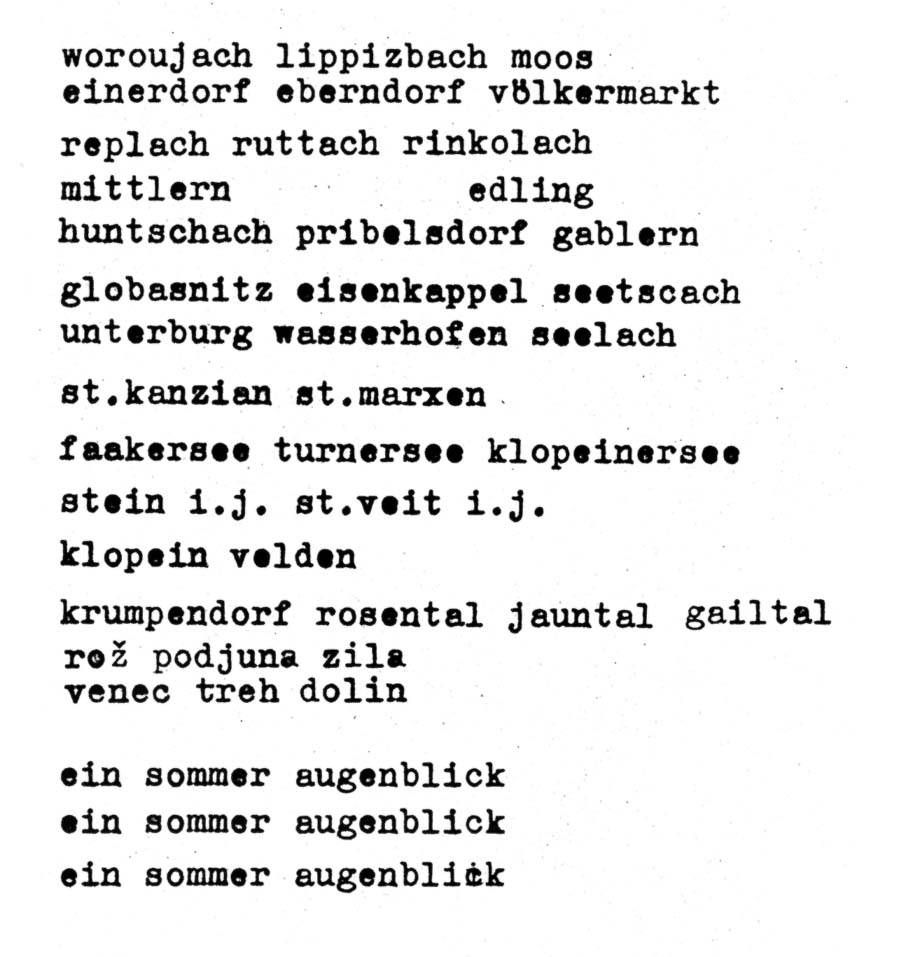 woroujach lippizbach moos
einerdorf eberndorf völkermarkt
replach ruttach rinkolach
mittlern edling
huntschach pribelsdorf gablern
globasnitz eisenkappel seetscach
unterburg wasserhofen seelach
st.kanzian st.marxen
faakersee turnersee klopeinersee
stein i.j. st.veit i.j.
klopein velden
krumpendorf rosental jauntal gailtal
rož podjuna zila
venec treh dolin
ein sommer augenblick
ein sommer augenblick
ein sommer augenblick